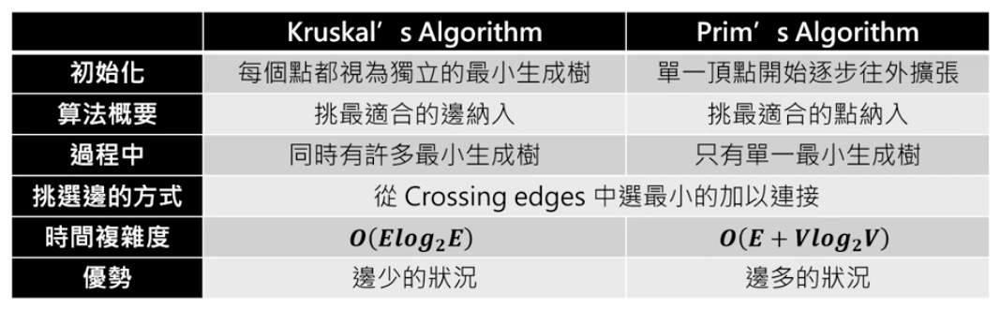 Kruskal’s Algorithm Prim’s Algorithm
初始化 每個點都視為獨立的最小生成樹 單一頂點開始逐步往外擴張
算法概要 挑最適合的邊納入 挑最適合的點納入
過程中 同時有許多最小生成樹 只有單一最小生成樹
挑選邊的方式 從 Crossing edges 中選最小的加以連接
時間複雜度 O(Elog₂E) O(E + Vlog₂V)
優勢 邊少的狀況 邊多的狀況